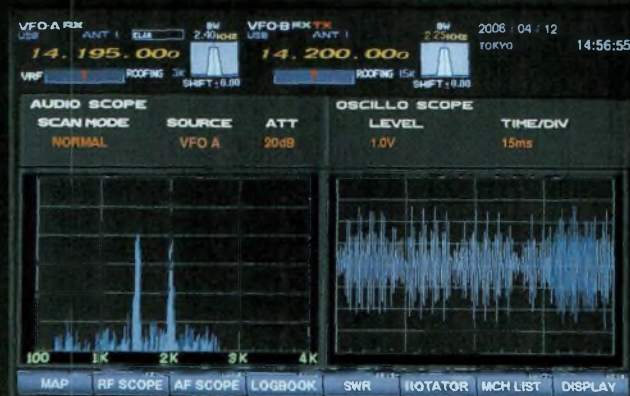 VFO-A RX
USB ANT 1 CLAR
BW
2.40KHZ
14.195.000
VRF ROOFING 3K
SHIFT±0.00
VFO-B RX TX
USB ANT 1
BW
2.25KHZ
14.200.000
ROOFING 15K
SHIFT±0.00
2006 / 04 / 12
TOKYO 14:56:55
AUDIO SCOPE
SCAN MODE SOURCE ATT
NORMAL VFO A 20dB
OSCILLO SCOPE
LEVEL TIME/DIV
1.0V 15ms
100 1K 2K 3K 4K
MAP RF SCOPE AF SCOPE LOGBOOK SWR ROTATOR MCH LIST DISPLAY